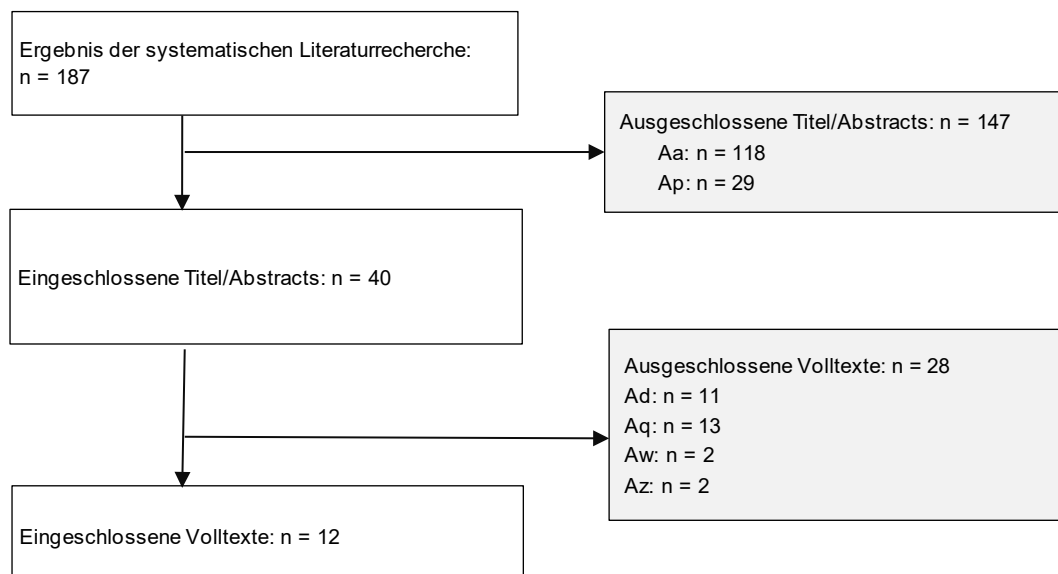 Ergebnis der systematischen Literaturrecherche:
n = 187
Ausgeschlossene Titel/Abstracts: n = 147
Aa: n = 118
Ap: n = 29
Eingeschlossene Titel/Abstracts: n = 40
Ausgeschlossene Volltexte: n = 28
Ad: n = 11
Aq: n = 13
Aw: n = 2
Az: n = 2
Eingeschlossene Volltexte: n = 12